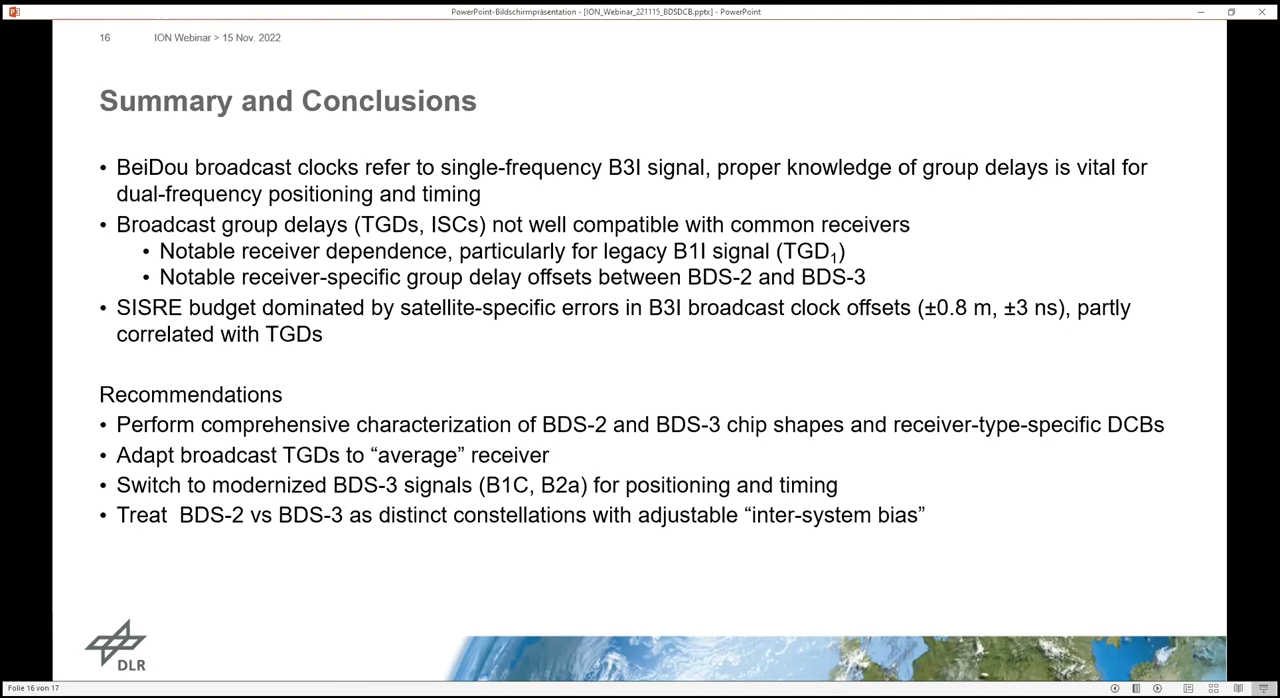 PowerPoint-Bildschirmpräsentation - [ION_Webinar_221115_BDSDCB.pptx] - PowerPoint
16 ION Webinar > 15 Nov. 2022
Summary and Conclusions
• BeiDou broadcast clocks refer to single-frequency B3I signal, proper knowledge of group delays is vital for
dual-frequency positioning and timing
• Broadcast group delays (TGDs, ISCs) not well compatible with common receivers
• Notable receiver dependence, particularly for legacy B1I signal (TGD₁)
• Notable receiver-specific group delay offsets between BDS-2 and BDS-3
• SISRE budget dominated by satellite-specific errors in B3I broadcast clock offsets (±0.8 m, ±3 ns), partly
correlated with TGDs
Recommendations
• Perform comprehensive characterization of BDS-2 and BDS-3 chip shapes and receiver-type-specific DCBs
• Adapt broadcast TGDs to “average” receiver
• Switch to modernized BDS-3 signals (B1C, B2a) for positioning and timing
• Treat  BDS-2 vs BDS-3 as distinct constellations with adjustable “inter-system bias”
DLR
Folie 16 von 17